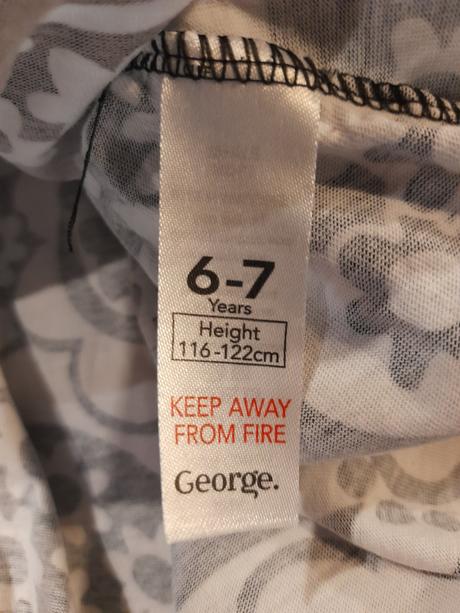 6-7
Years
Height
116-122cm
KEEP AWAY
FROM FIRE
George.